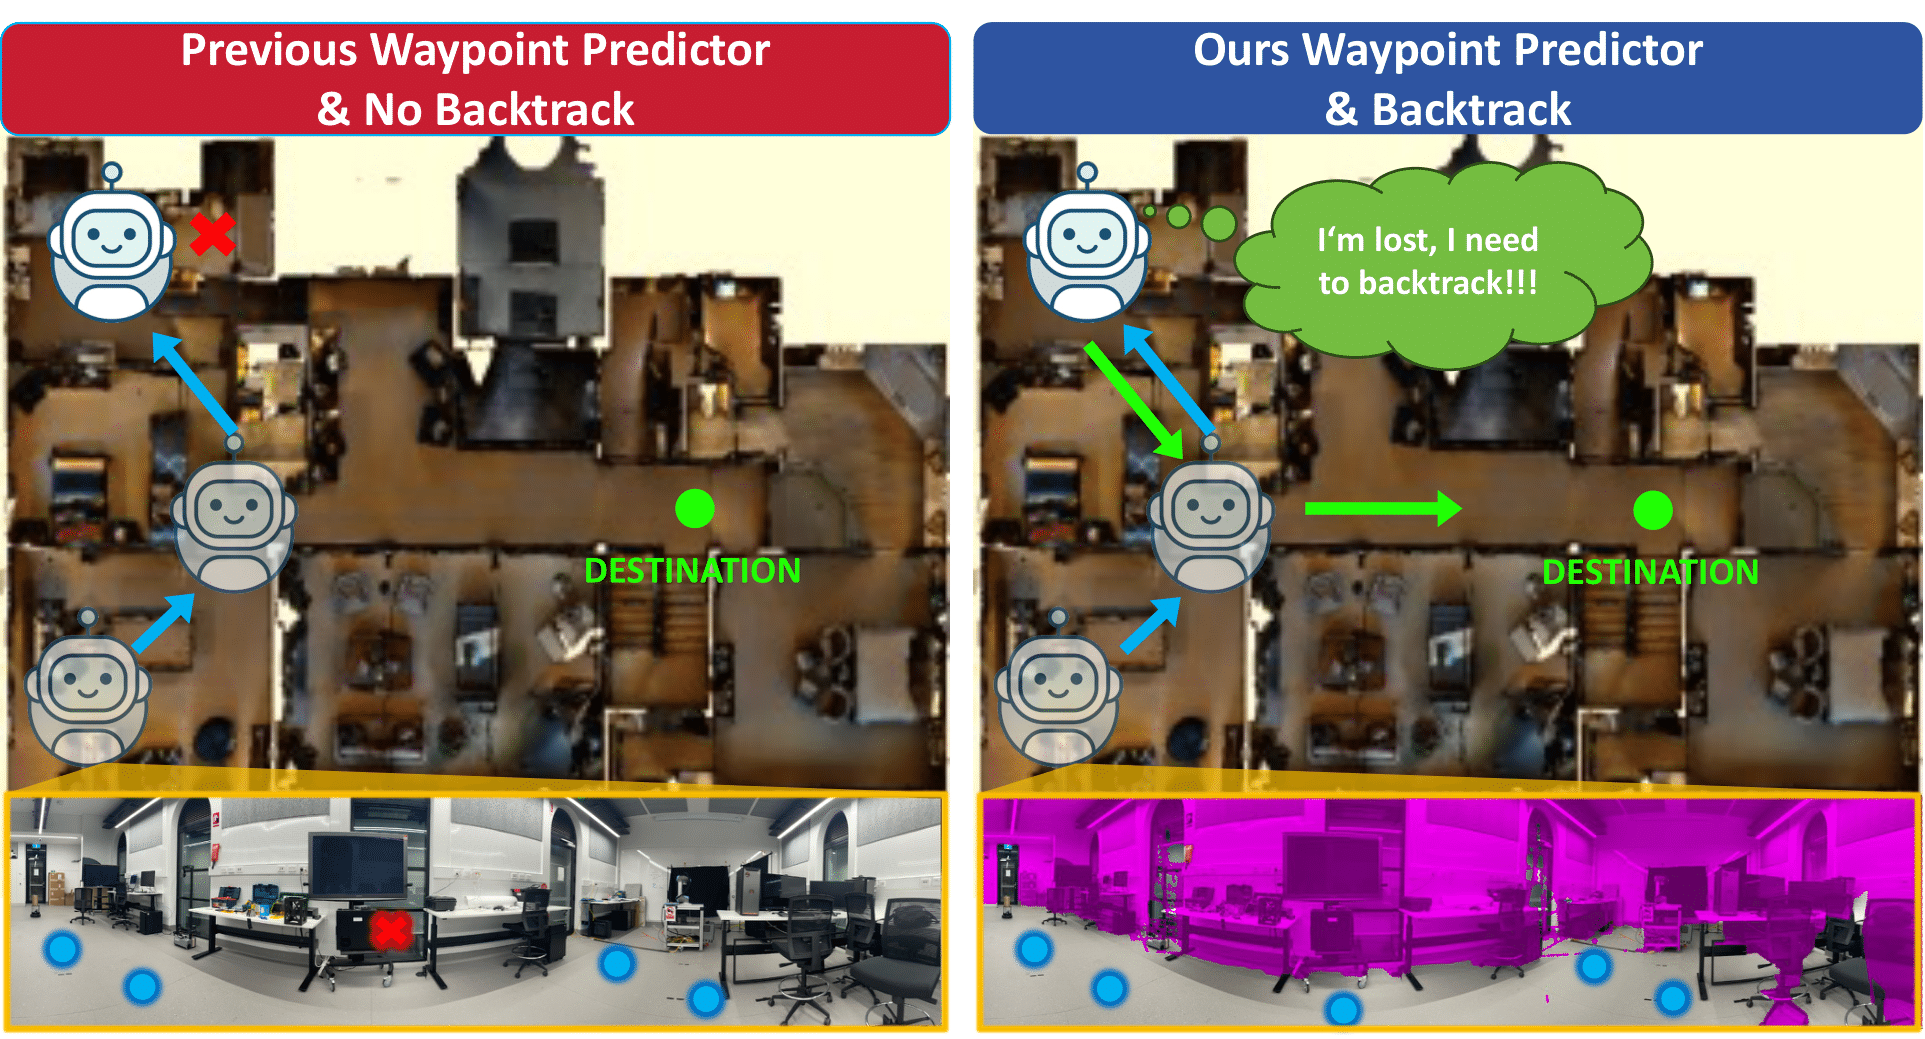 Previous Waypoint Predictor
& No Backtrack
Ours Waypoint Predictor
& Backtrack
I'm lost, I need
to backtrack!!!
DESTINATION
DESTINATION